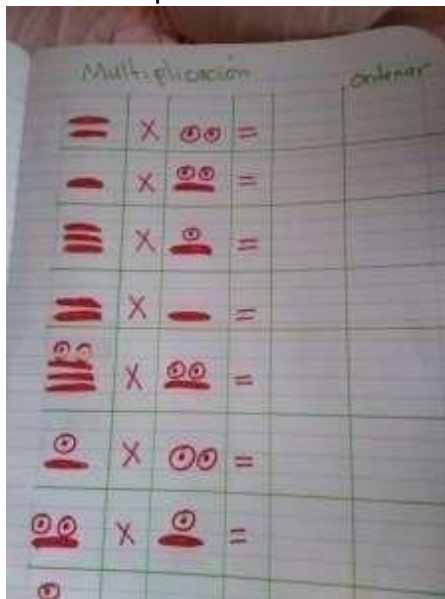 Multiplicación ordenar
X =
X =
X =
X =
X =
X =
X =